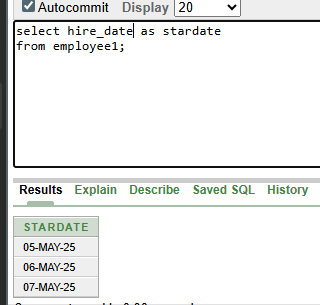 Autocommit Display 20
select hire_date as stardate
from employee1;
Results Explain Describe Saved SQL History
STARDATE
05-MAY-25
06-MAY-25
07-MAY-25